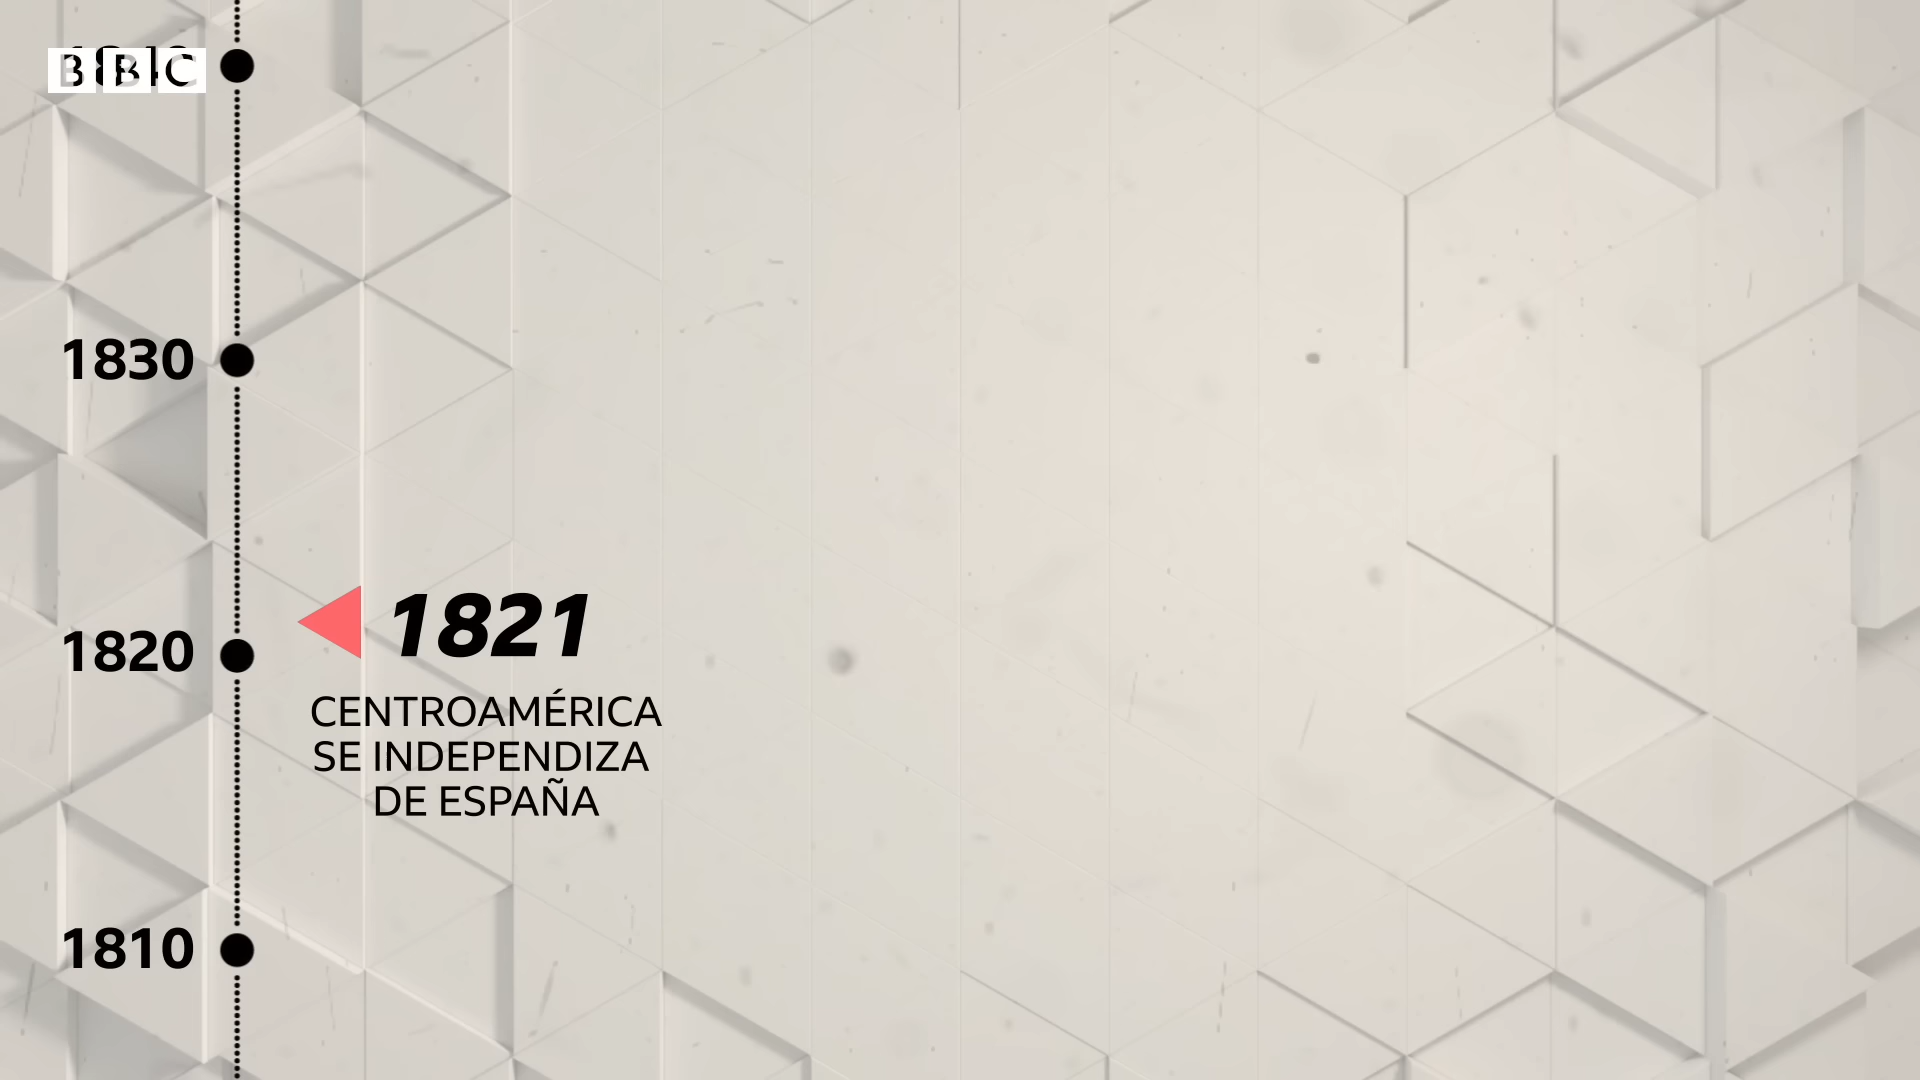 BBC
1830
1820
1821
CENTROAMÉRICA
SE INDEPENDIZA
DE ESPAÑA
1810